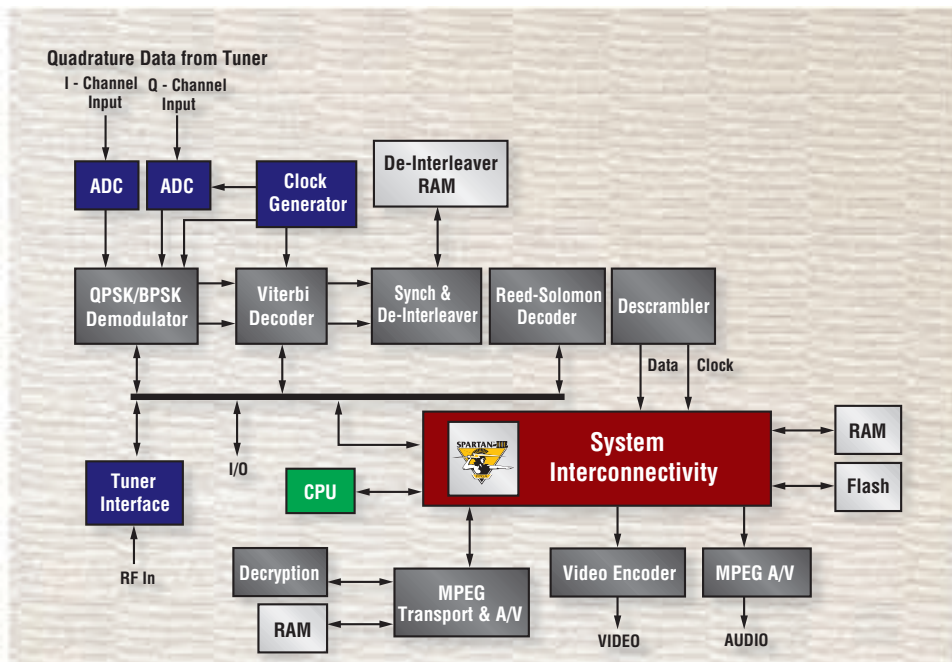 Quadrature Data from Tuner
I - Channel
Input
Q - Channel
Input
ADC
ADC
Clock
Generator
De-Interleaver
RAM
QPSK/BPSK
Demodulator
Viterbi
Decoder
Synch &
De-Interleaver
Reed-Solomon
Decoder
Descrambler
Data
Clock
I/O
SPARTAN-III
System
Interconnectivity
RAM
Flash
Tuner
Interface
CPU
RF In
Decryption
RAM
MPEG
Transport & A/V
Video Encoder
MPEG A/V
VIDEO
AUDIO